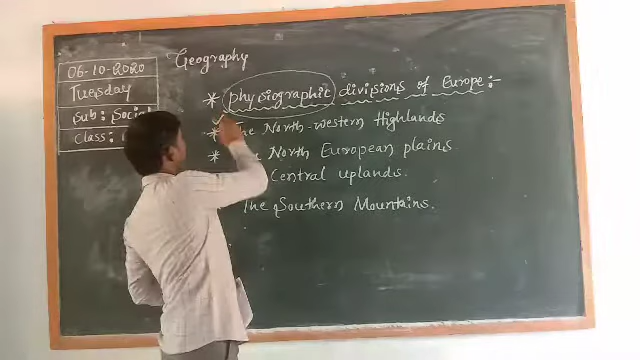 Geography
06-10-2020
Tuesday
Sub: Social
Class:
* physiographic divisions of Europe:-
* The North-western Highlands
* North European plains
Central uplands.
The Southern Mountains.